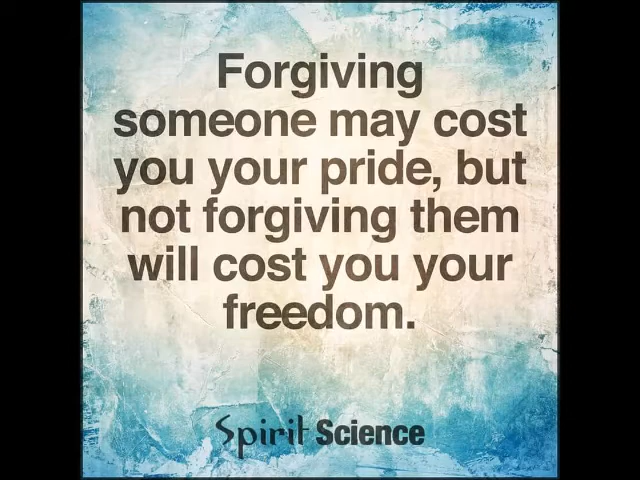 Forgiving
someone may cost
you your pride, but
not forgiving them
will cost you your
freedom.
Spirit Science